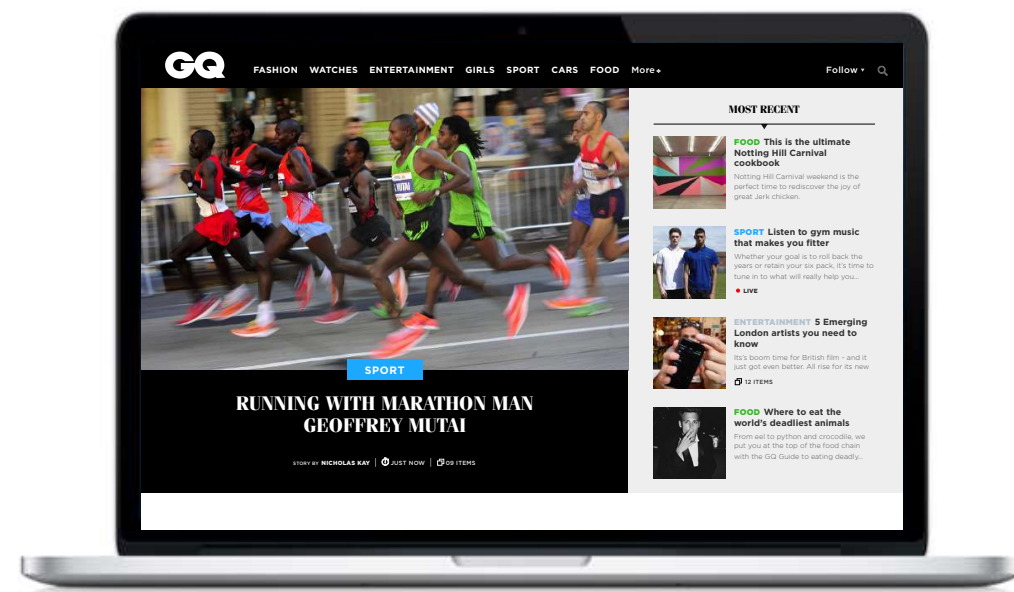 GQ
FASHION WATCHES ENTERTAINMENT GIRLS SPORT CARS FOOD More+
Follow
MUTAI
SPORT
RUNNING WITH MARATHON MAN
GEOFFREY MUTAI
STORY BY NICHOLAS KAY | JUST NOW | 09 ITEMS
MOST RECENT
FOOD This is the ultimate
Notting Hill Carnival
cookbook
Notting Hill Carnival weekend is the
perfect time to rediscover the joy of
great Jerk chicken.
SPORT Listen to gym music
that makes you fitter
Whether your goal is to roll back the
years or retain your six pack, it's time to
tune in to what will really help you...
LIVE
ENTERTAINMENT 5 Emerging
London artists you need to
know
Its's boom time for British film - and it
just got even better. All rise for its new
12 ITEMS
FOOD Where to eat the
world's deadliest animals
From eel to python and crocodile, we
put you at the top of the food chain
with the GQ Guide to eating deadly...